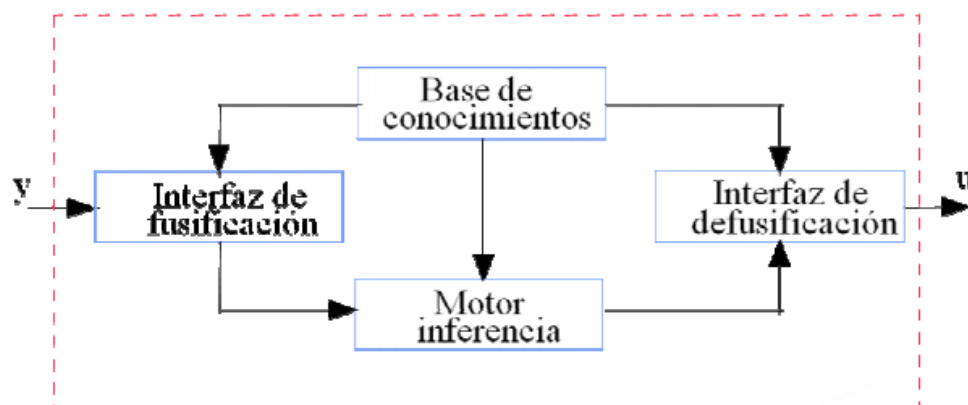 Base de
conocimientos
y
Interfaz de
fusificación
Interfaz de
defusificación
u
Motor
inferencia